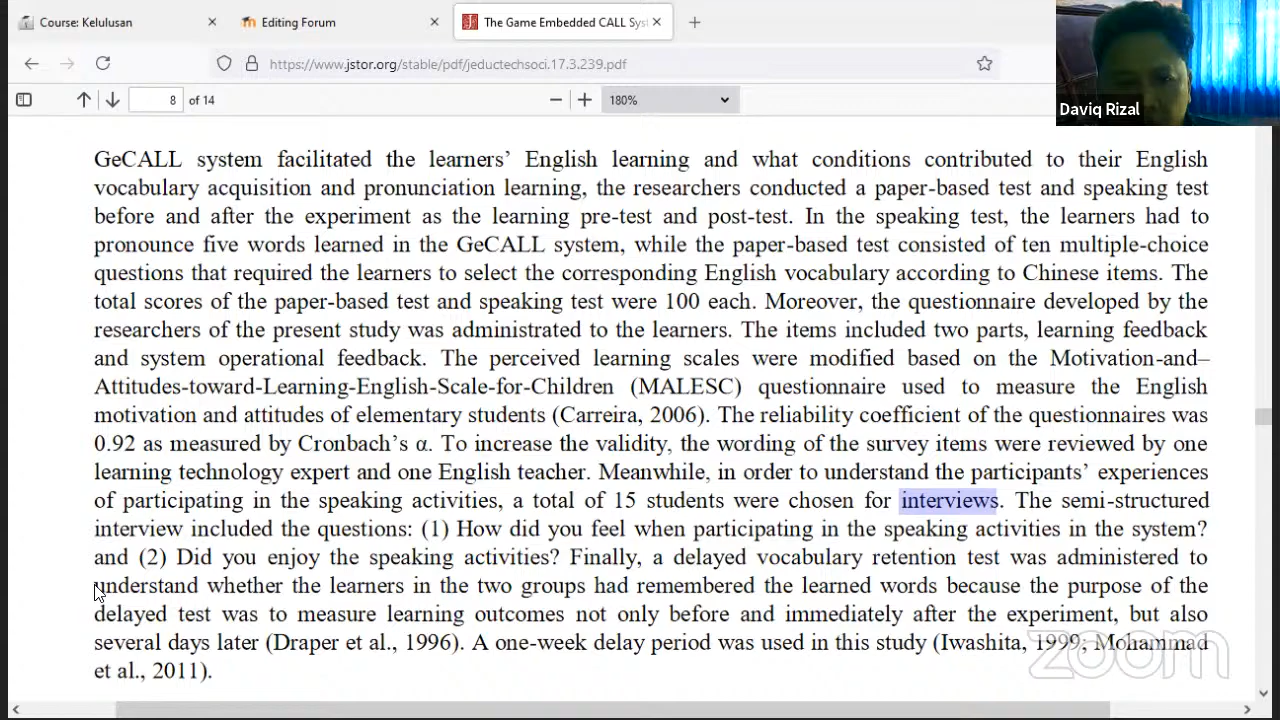 Course: Kelulusan
Editing Forum
The Game Embedded CALL Sys
https://www.jstor.org/stable/pdf/jeductechsoci.17.3.239.pdf
8 of 14
180%
Daviq Rizal
GeCALL system facilitated the learners’ English learning and what conditions contributed to their English
vocabulary acquisition and pronunciation learning, the researchers conducted a paper-based test and speaking test
before and after the experiment as the learning pre-test and post-test. In the speaking test, the learners had to
pronounce five words learned in the GeCALL system, while the paper-based test consisted of ten multiple-choice
questions that required the learners to select the corresponding English vocabulary according to Chinese items. The
total scores of the paper-based test and speaking test were 100 each. Moreover, the questionnaire developed by the
researchers of the present study was administrated to the learners. The items included two parts, learning feedback
and system operational feedback. The perceived learning scales were modified based on the Motivation-and–
Attitudes-toward-Learning-English-Scale-for-Children (MALESC) questionnaire used to measure the English
motivation and attitudes of elementary students (Carreira, 2006). The reliability coefficient of the questionnaires was
0.92 as measured by Cronbach’s α. To increase the validity, the wording of the survey items were reviewed by one
learning technology expert and one English teacher. Meanwhile, in order to understand the participants’ experiences
of participating in the speaking activities, a total of 15 students were chosen for interviews. The semi-structured
interview included the questions: (1) How did you feel when participating in the speaking activities in the system?
and (2) Did you enjoy the speaking activities? Finally, a delayed vocabulary retention test was administered to
understand whether the learners in the two groups had remembered the learned words because the purpose of the
delayed test was to measure learning outcomes not only before and immediately after the experiment, but also
several days later (Draper et al., 1996). A one-week delay period was used in this study (Iwashita, 1999; Mohammad
et al., 2011).
zoom